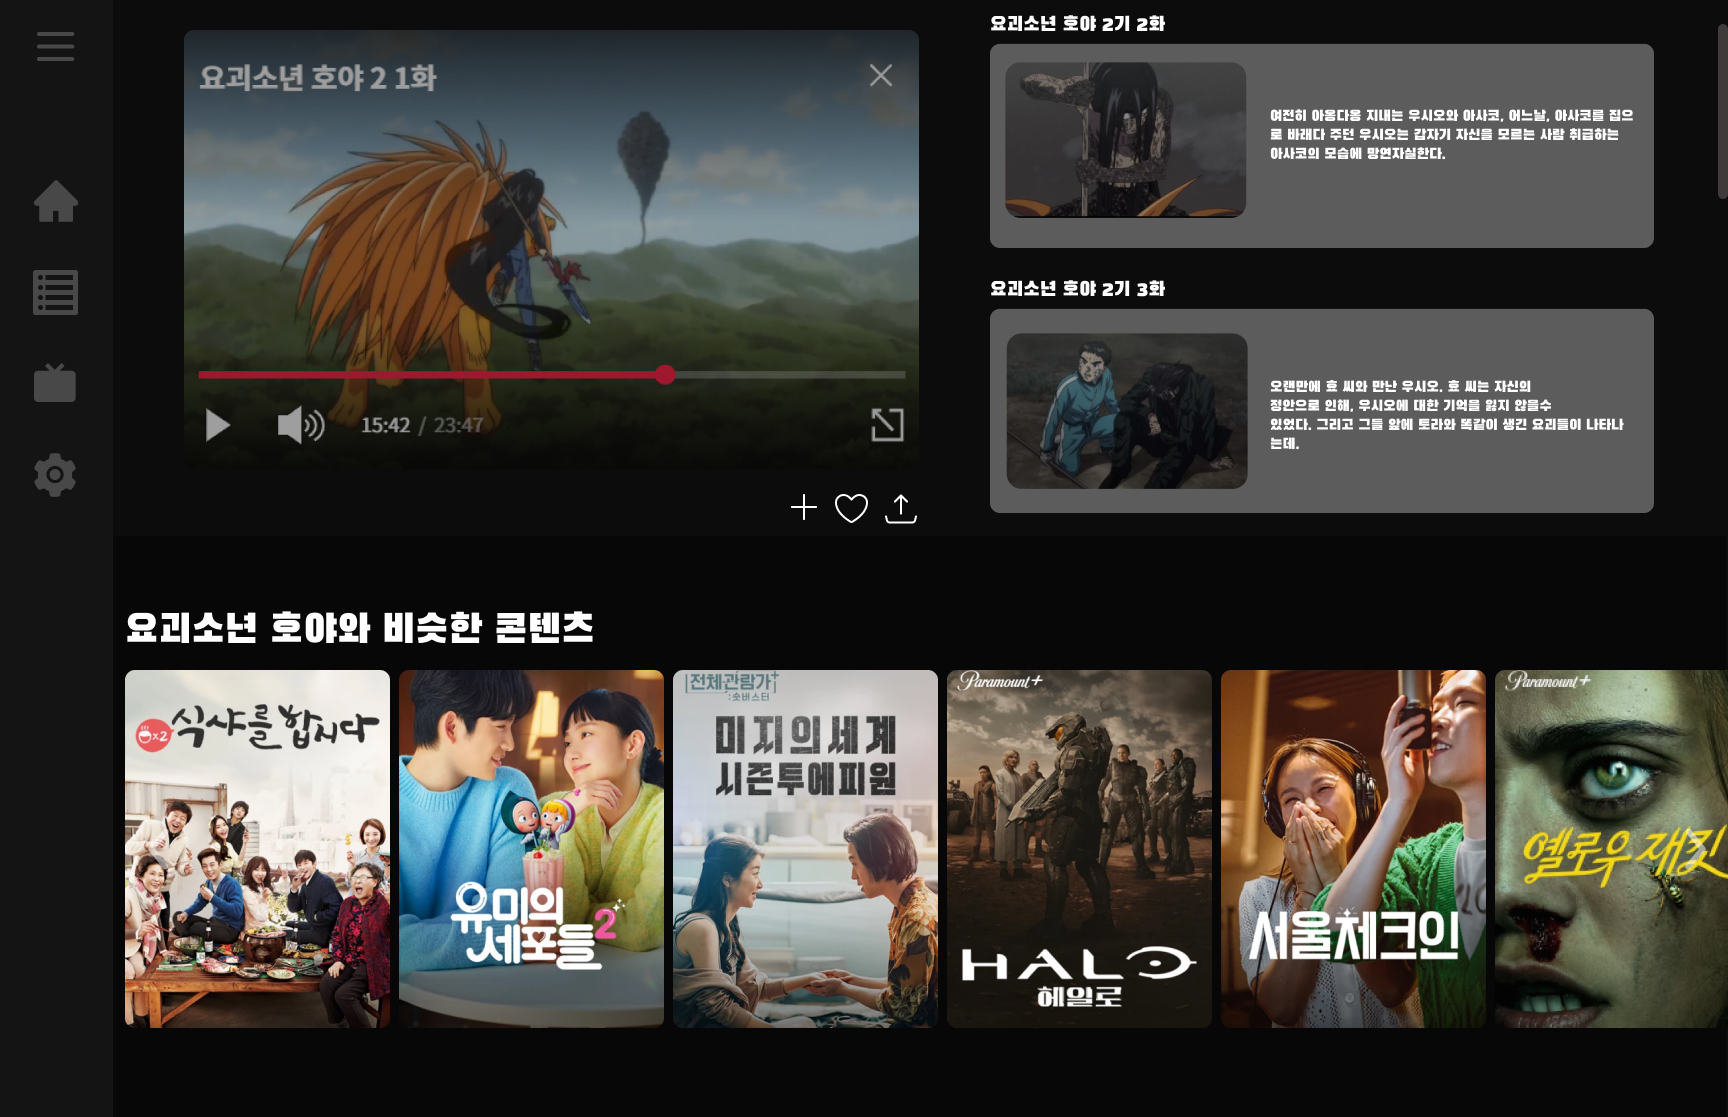 요괴소년 호야 2 1화
15:42 / 23:47
요괴소년 호야 2기 2화
여전히 아옹다옹 지내는 우시오와 아사코, 어느날, 아사코를 집으
로 바래다 주던 우시오는 갑자기 자신을 모르는 사람 취급하는
아사코의 모습에 망연자실한다.
요괴소년 호야 2기 3화
오랜만에 효 씨와 만난 우시오. 효 씨는 자신의
정안으로 인해, 우시오에 대한 기억을 잃지 않을수
있었다. 그리고 그들 앞에 토라와 똑같이 생긴 요괴들이 나타나
는데.
요괴소년 호야와 비슷한 콘텐츠
x2 식샤를 합시다
유미의
세포들 2
전체관람가+
:숏버스터
미지의 세계
시즌투에피원
Paramount+
HALO
헤일로
서울체크인
Paramount+
옐로우 재킷